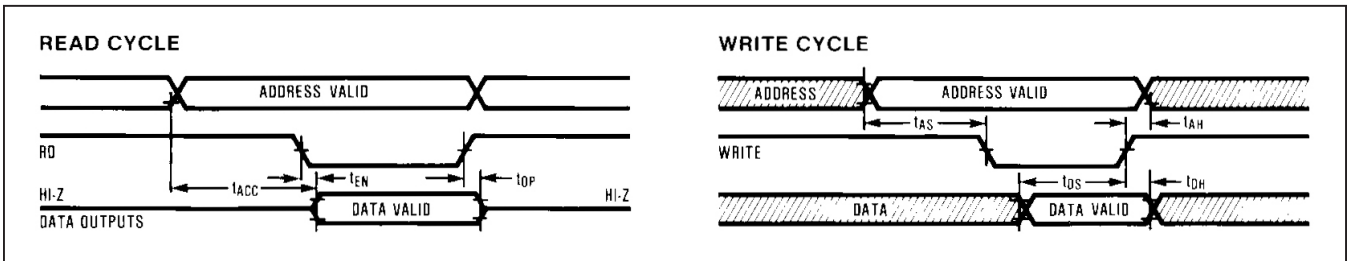 READ CYCLE
ADDRESS VALID
RD
tACC
tEN
tOP
HI-Z
HI-Z
DATA VALID
DATA OUTPUTS
WRITE CYCLE
ADDRESS
ADDRESS VALID
tAS
tAH
WRITE
tDS
tDH
DATA
DATA VALID